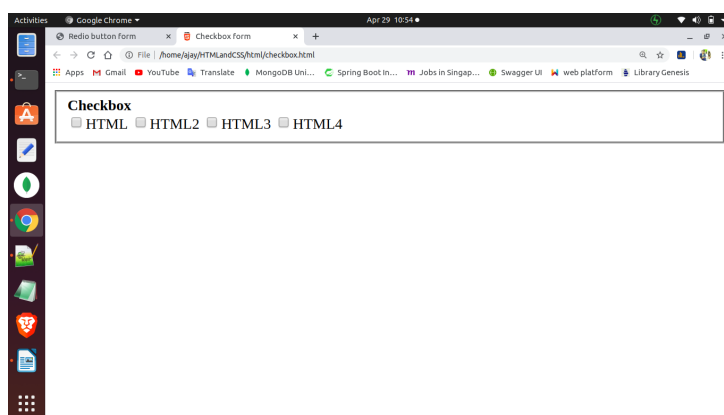 Activities Google Chrome Apr 29 10:54
Redio button form Checkbox form
File /home/ajay/HTMLandCSS/html/checkbox.html
Apps Gmail YouTube Translate MongoDB Uni... Spring Boot In... Jobs in Singap... Swagger UI web platform Library Genesis
Checkbox
HTML HTML2 HTML3 HTML4